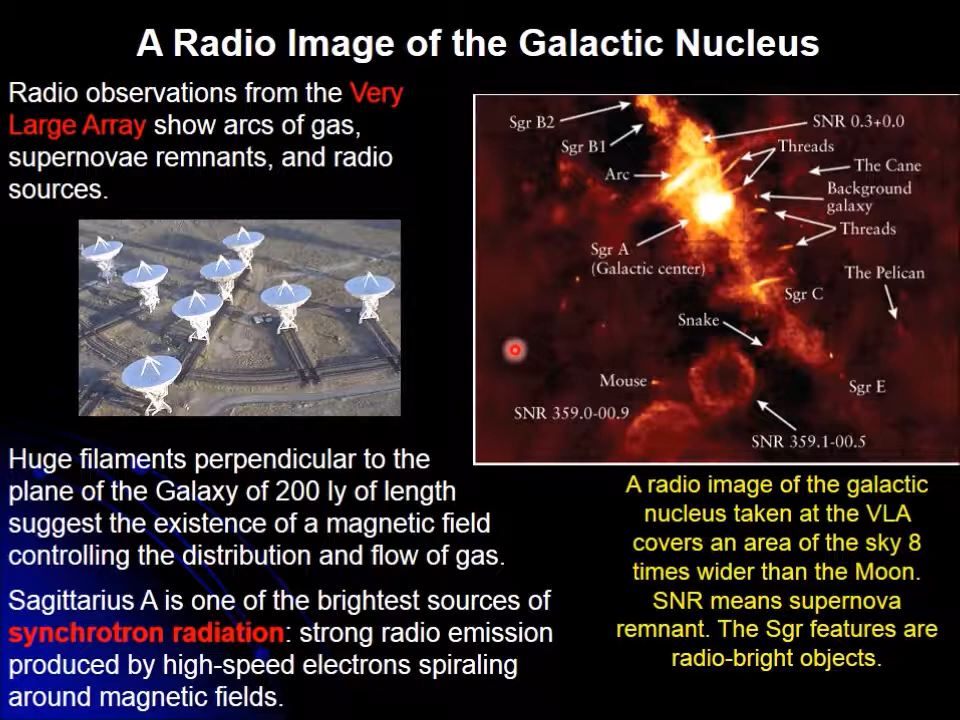 A Radio Image of the Galactic Nucleus
Radio observations from the Very
Large Array show arcs of gas,
supernovae remnants, and radio
sources.
Sgr B2
SNR 0.3+0.0
Sgr B1
Threads
Arc
The Cane
Background
galaxy
Threads
Sgr A
(Galactic center)
The Pelican
Sgr C
Snake
Mouse
Sgr E
SNR 359.0-00.9
SNR 359.1-00.5
Huge filaments perpendicular to the
plane of the Galaxy of 200 ly of length
suggest the existence of a magnetic field
controlling the distribution and flow of gas.
Sagittarius A is one of the brightest sources of
synchrotron radiation: strong radio emission
produced by high-speed electrons spiraling
around magnetic fields.
A radio image of the galactic
nucleus taken at the VLA
covers an area of the sky 8
times wider than the Moon.
SNR means supernova
remnant. The Sgr features are
radio-bright objects.